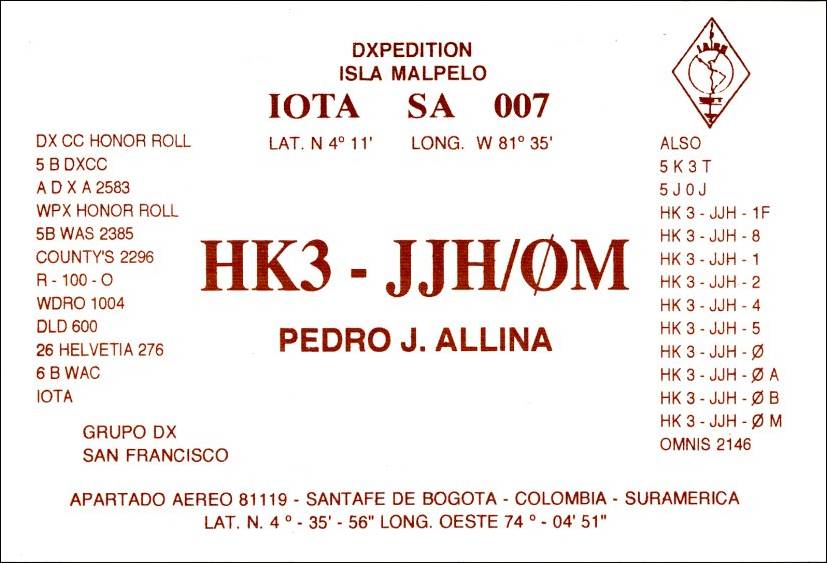 DXPEDITION
ISLA MALPELO
IOTA SA 007
LAT. N 4º 11' LONG. W 81º 35'
DX CC HONOR ROLL
5 B DXCC
A D X A 2583
WPX HONOR ROLL
5B WAS 2385
COUNTY'S 2296
R - 100 - O
WDRO 1004
DLD 600
26 HELVETIA 276
6 B WAC
IOTA
GRUPO DX
SAN FRANCISCO
HK3 - JJH/ØM
PEDRO J. ALLINA
ALSO
5 K 3 T
5 J 0 J
HK 3 - JJH - 1F
HK 3 - JJH - 8
HK 3 - JJH - 1
HK 3 - JJH - 2
HK 3 - JJH - 4
HK 3 - JJH - 5
HK 3 - JJH - Ø
HK 3 - JJH - Ø A
HK 3 - JJH - Ø B
HK 3 - JJH - Ø M
OMNIS 2146
APARTADO AEREO 81119 - SANTAFE DE BOGOTA - COLOMBIA - SURAMERICA
LAT. N. 4 º - 35' - 56" LONG. OESTE 74 º - 04' 51"